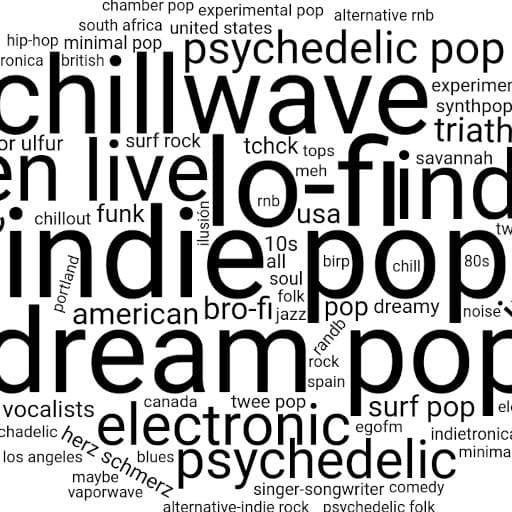 chamber pop
experimental pop
alternative rnb
south africa
united states
hip-hop
minimal pop
psychedelic pop
ronica
british
chillwave
experimen
synthpop
triath
or ulfur
surf rock
tchck
tops
savannah
en live
meh
lo-fi
ind
rnb
chillout
funk
ilusión
usa
indie pop
10s
all
birp
chill
80s
tw
soul
portland
folk
american
bro-fi
jazz
pop
dreamy
noise
randb
dream pop
rock
spain
vocalists
canada
twee pop
surf pop
ele
electronic
egofm
chadelic
herz schmerz
indietronica
los angeles
blues
psychedelic
minima
maybe
vaporwave
singer-songwriter
comedy
alternative-indie rock
psychedelic folk